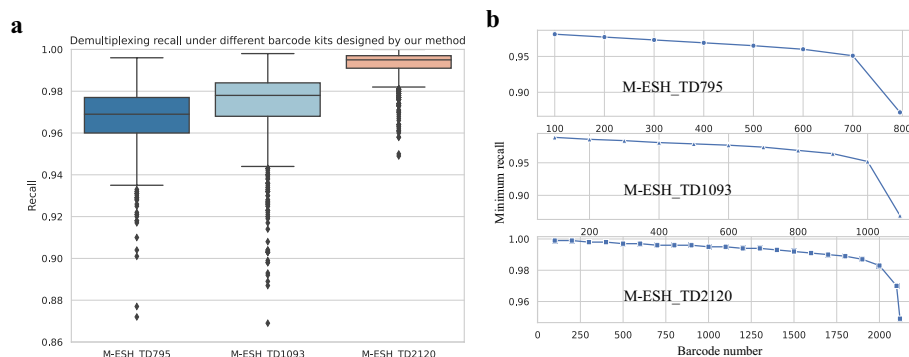 a
Demultiplexing recall under different barcode kits designed by our method
1.00
0.98
0.96
0.94
0.92
0.90
0.88
0.86
Recall
M-ESH_TD795
M-ESH_TD1093
M-ESH_TD2120
b
0.95
0.90
M-ESH_TD795
100 200 300 400 500 600 700 800
Minimum recall
0.95
0.90
M-ESH_TD1093
200 400 600 800 1000
1.00
0.98
0.96
M-ESH_TD2120
0 250 500 750 1000 1250 1500 1750 2000
Barcode number